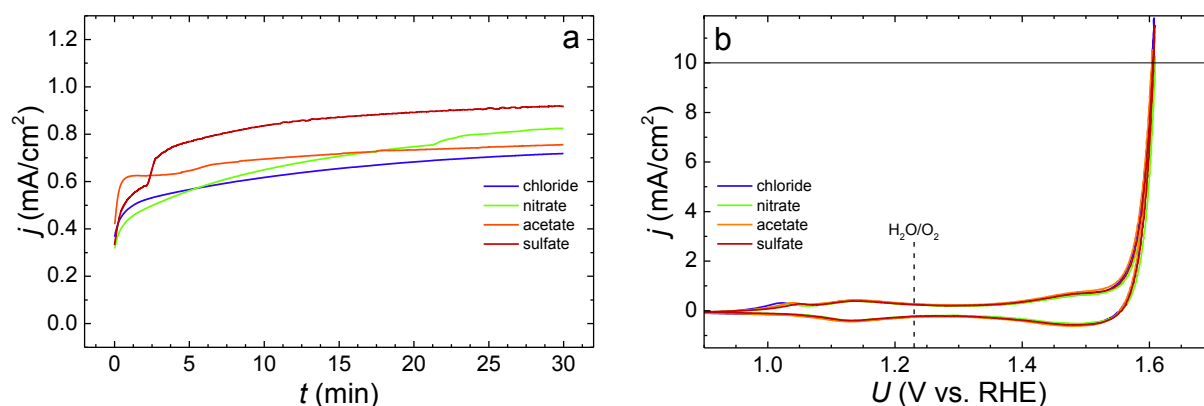 a
1.2
1.0
0.8
0.6
0.4
0.2
0.0
j (mA/cm²)
chloride
nitrate
acetate
sulfate
0 5 10 15 20 25 30
t (min)
b
10
8
6
4
2
0
j (mA/cm²)
chloride
nitrate
acetate
sulfate
H₂O/O₂
1.0 1.2 1.4 1.6
U (V vs. RHE)